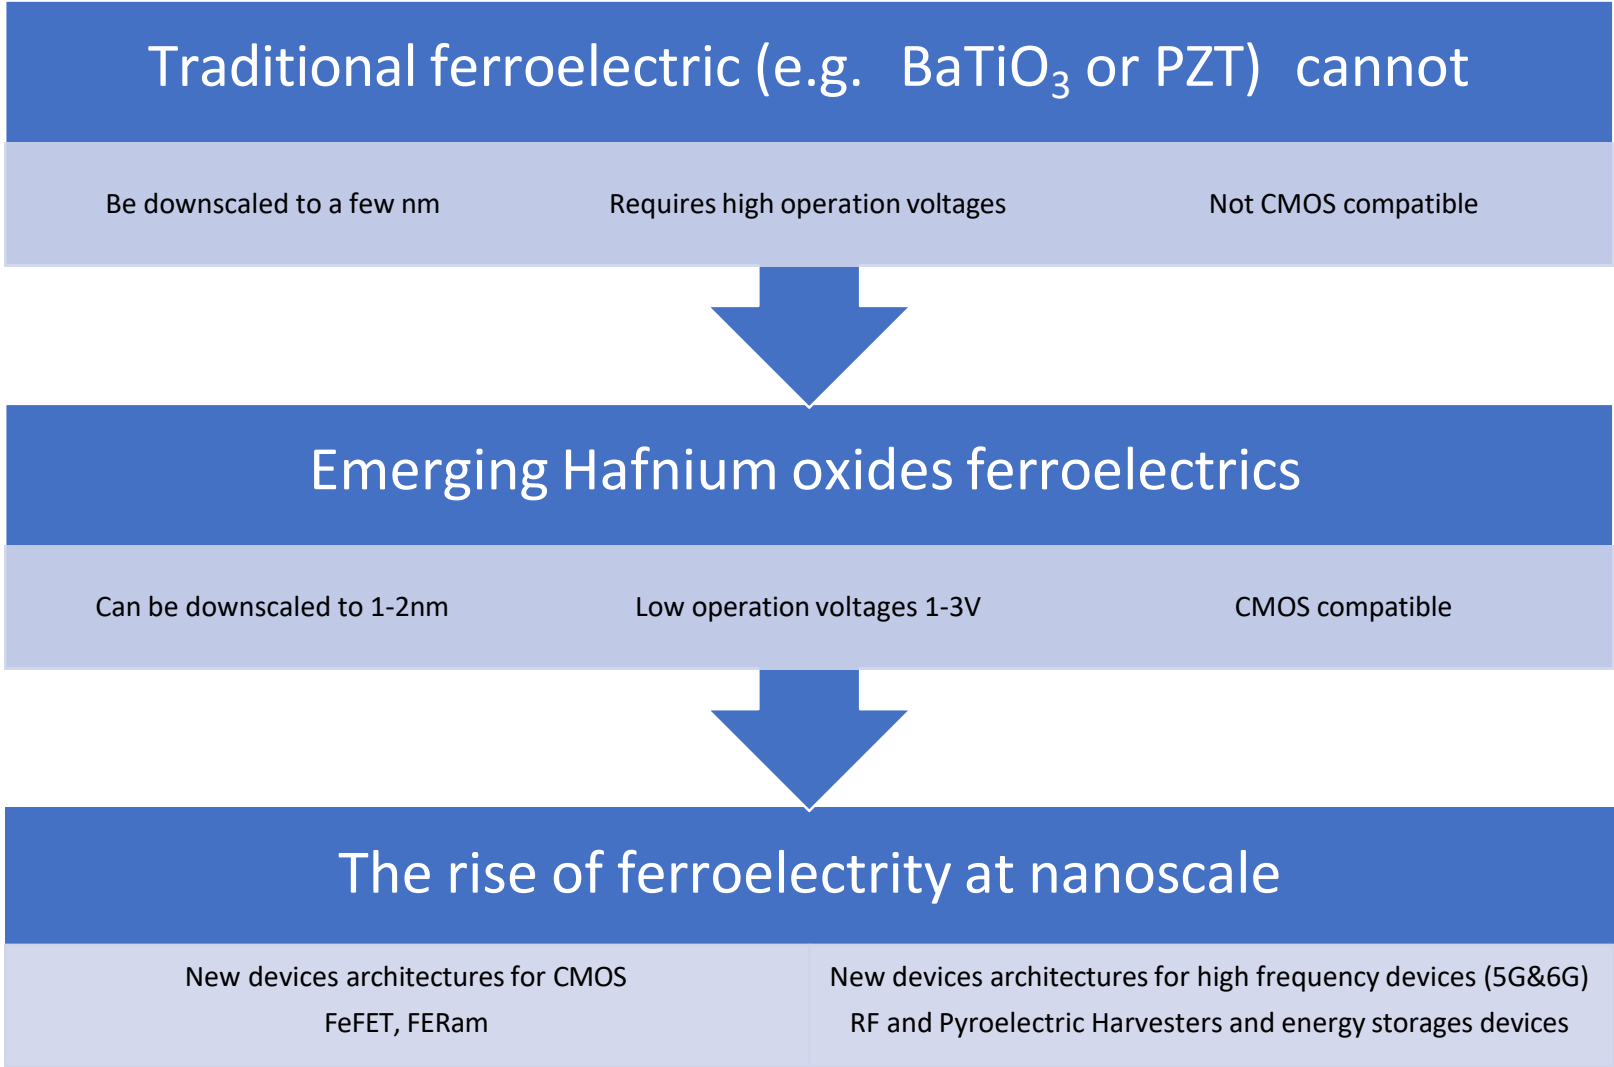 Traditional ferroelectric (e.g. BaTiO₃ or PZT) cannot
Be downscaled to a few nm
Requires high operation voltages
Not CMOS compatible
Emerging Hafnium oxides ferroelectrics
Can be downscaled to 1-2nm
Low operation voltages 1-3V
CMOS compatible
The rise of ferroelectrity at nanoscale
New devices architectures for CMOS
FeFET, FERam
New devices architectures for high frequency devices (5G&6G)
RF and Pyroelectric Harvesters and energy storages devices